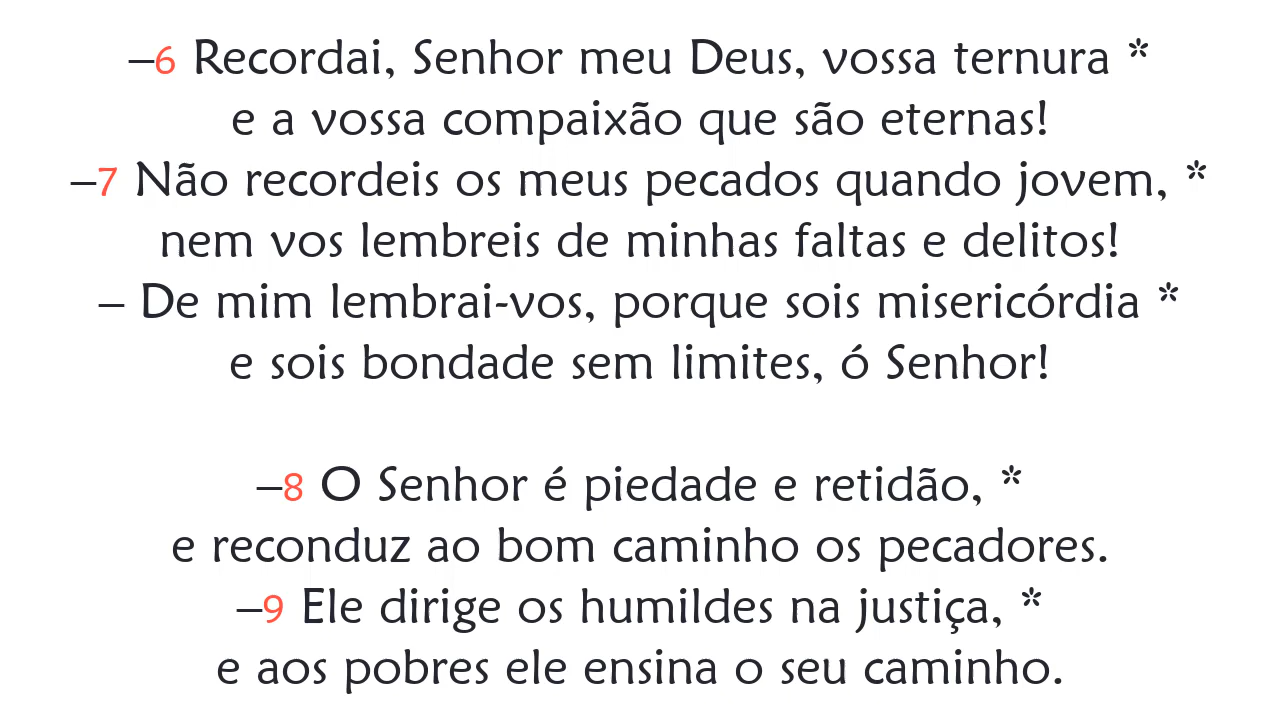 –6 Recordai, Senhor meu Deus, vossa ternura *
e a vossa compaixão que são eternas!
–7 Não recordeis os meus pecados quando jovem, *
nem vos lembreis de minhas faltas e delitos!
– De mim lembrai-vos, porque sois misericórdia *
e sois bondade sem limites, ó Senhor!
–8 O Senhor é piedade e retidão, *
e reconduz ao bom caminho os pecadores.
–9 Ele dirige os humildes na justiça, *
e aos pobres ele ensina o seu caminho.